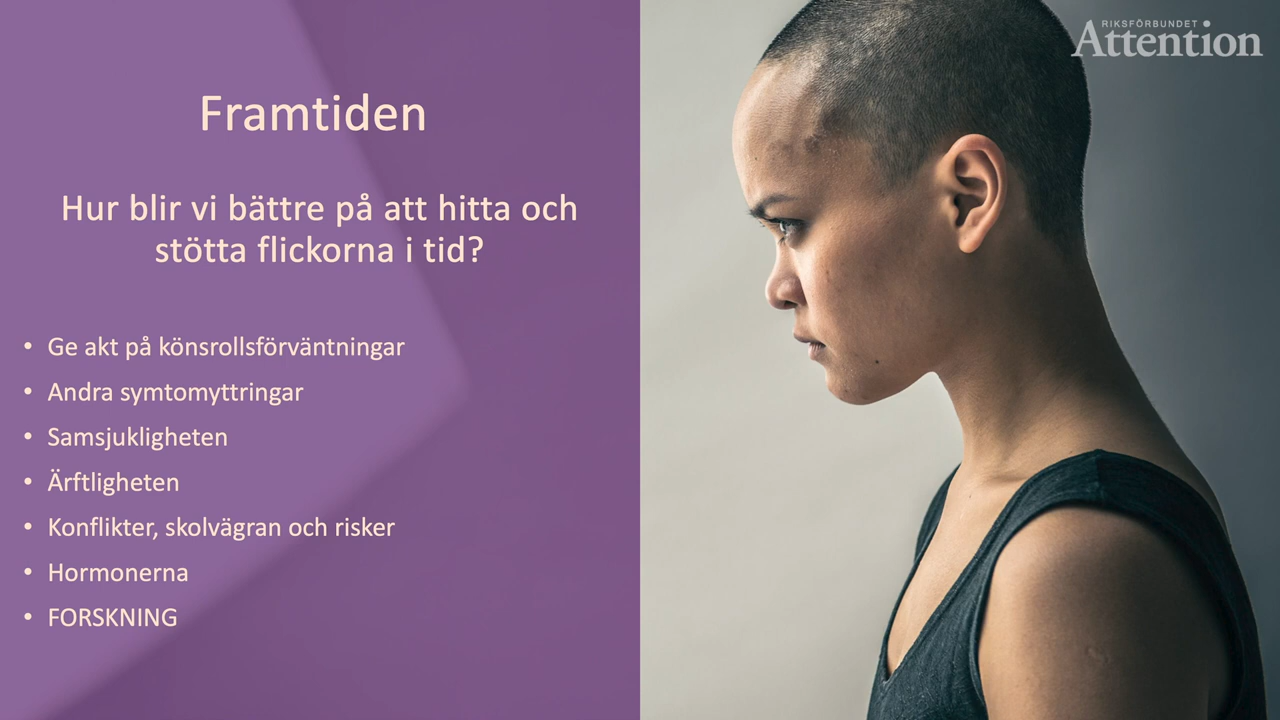 Framtiden
Hur blir vi bättre på att hitta och
stötta flickorna i tid?
• Ge akt på könsrollsförväntningar
• Andra symtomyttringar
• Samsjukligheten
• Ärftligheten
• Konflikter, skolvägran och risker
• Hormonerna
• FORSKNING
RIKSFÖRBUNDET
Attention